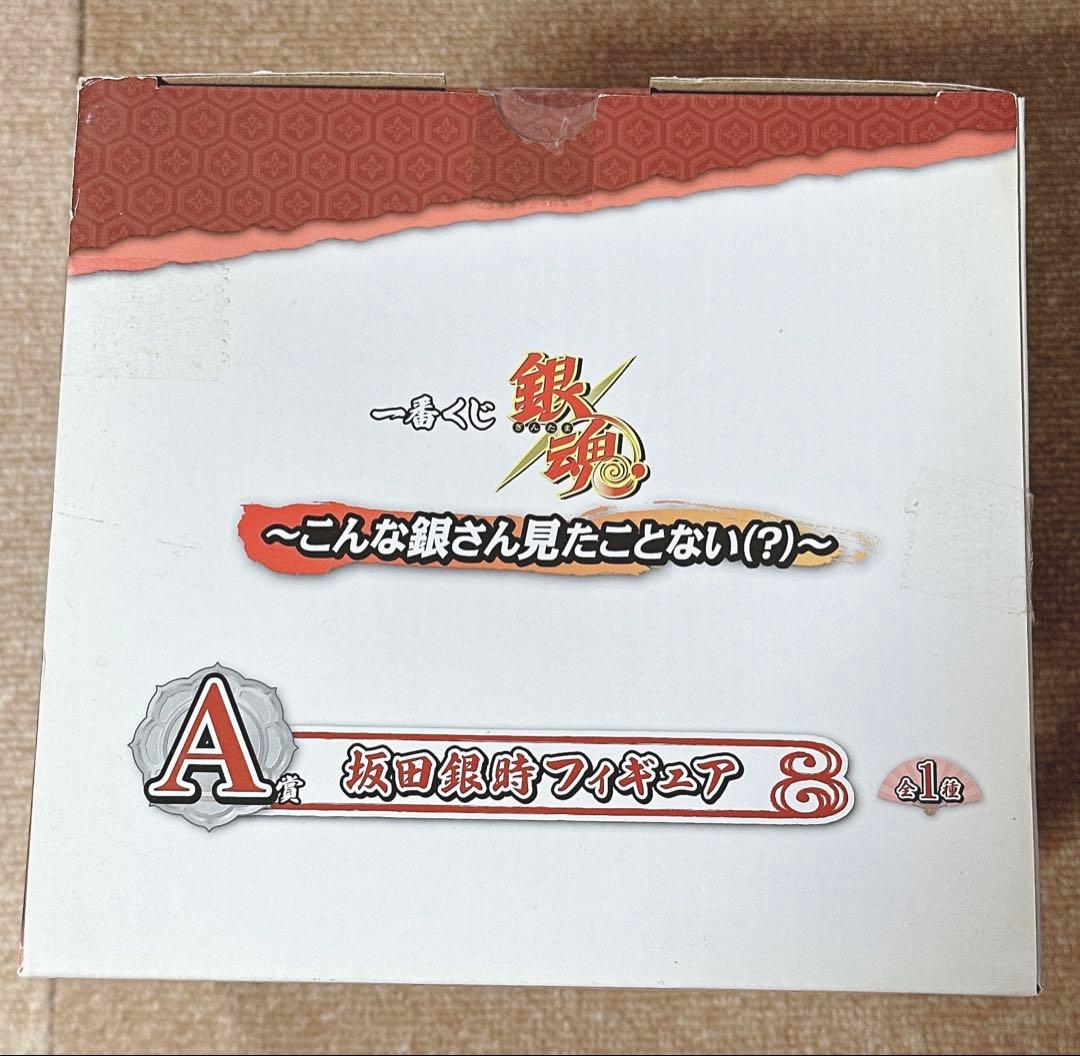 一番くじ
銀魂
ぎんたま
～こんな銀さん見たことない(?)～
A賞
坂田銀時フィギュア
全1種